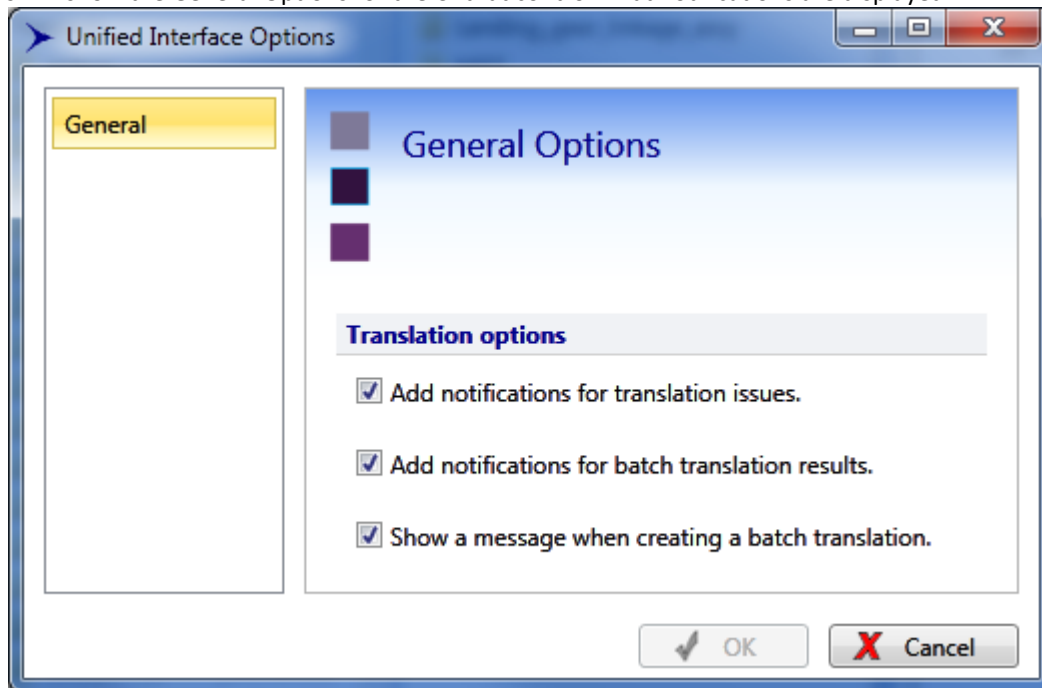 Unified Interface Options
General
General Options
Translation options
Add notifications for translation issues.
Add notifications for batch translation results.
Show a message when creating a batch translation.
OK
Cancel